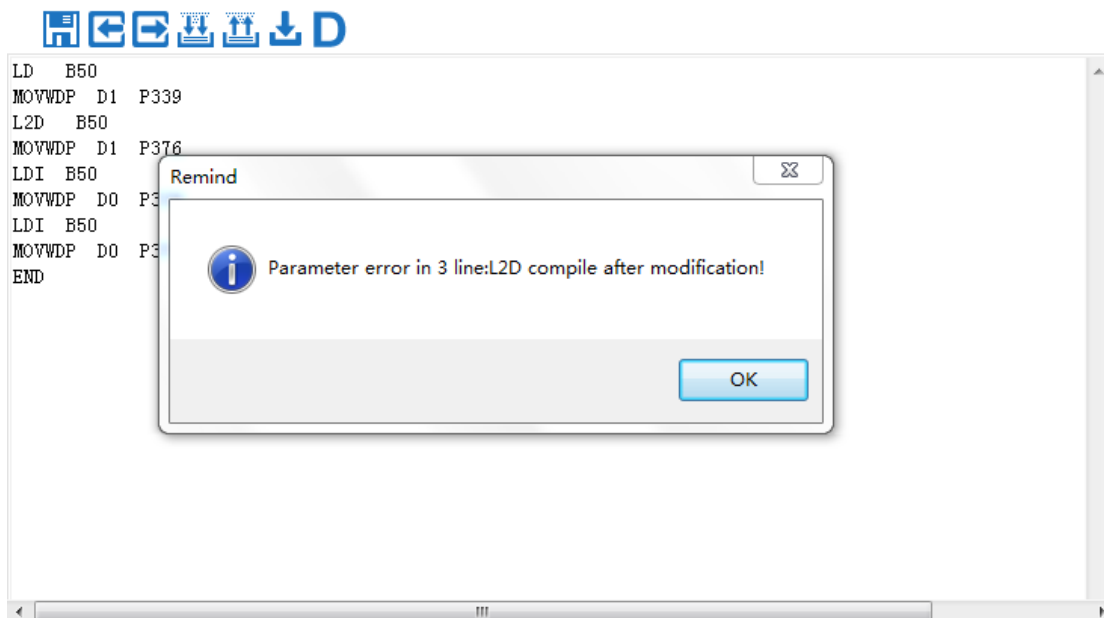 D
LD B50
MOVWDP D1 P339
L2D B50
MOVWDP D1 P376
LDI B50
MOVWDP D0 P3
LDI B50
MOVWDP D0 P3
END
Remind
Parameter error in 3 line:L2D compile after modification!
OK